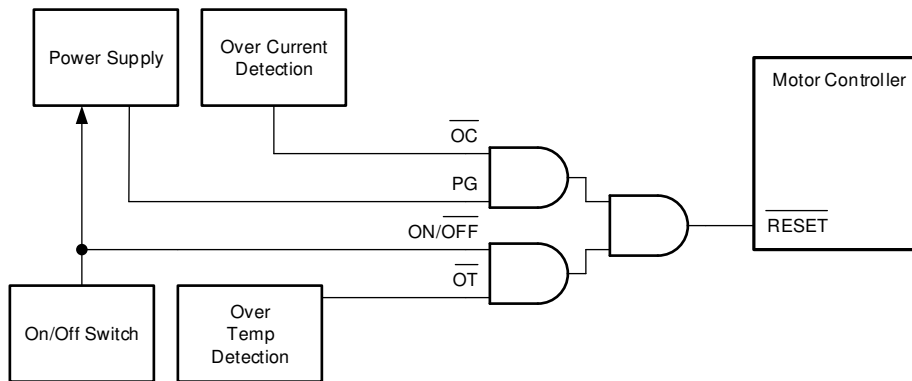 Power Supply
Over Current
Detection
Motor Controller
OC
PG
RESET
ON/OFF
OT
On/Off Switch
Over
Temp
Detection